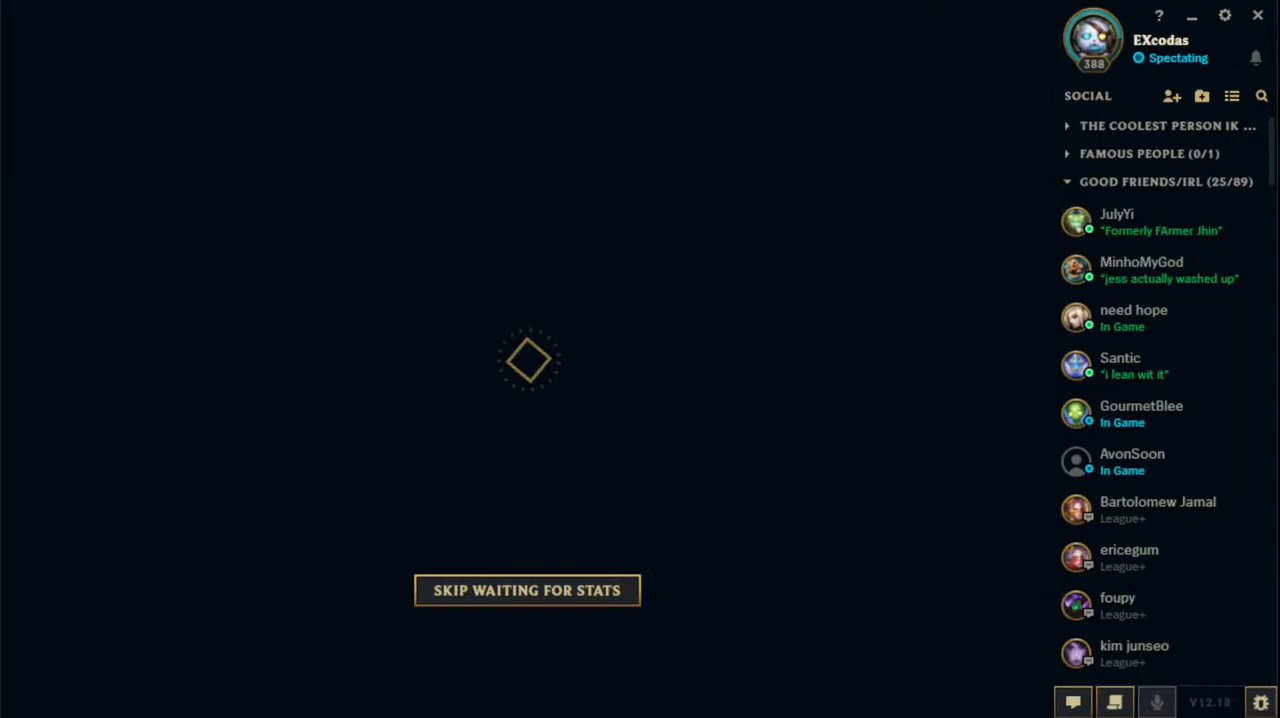 ?
EXcodas
388
Spectating
SOCIAL
THE COOLEST PERSON IK ...
FAMOUS PEOPLE (0/1)
GOOD FRIENDS/IRL (25/89)
JulyYi
"Formerly FArmer Jhin"
MinhoMyGod
"jess actually washed up"
need hope
In Game
Santic
"i lean wit it"
GourmetBlee
In Game
AvonSoon
In Game
Bartolomew Jamal
League+
ericegum
League+
foupy
League+
kim junseo
League+
SKIP WAITING FOR STATS
V12.18